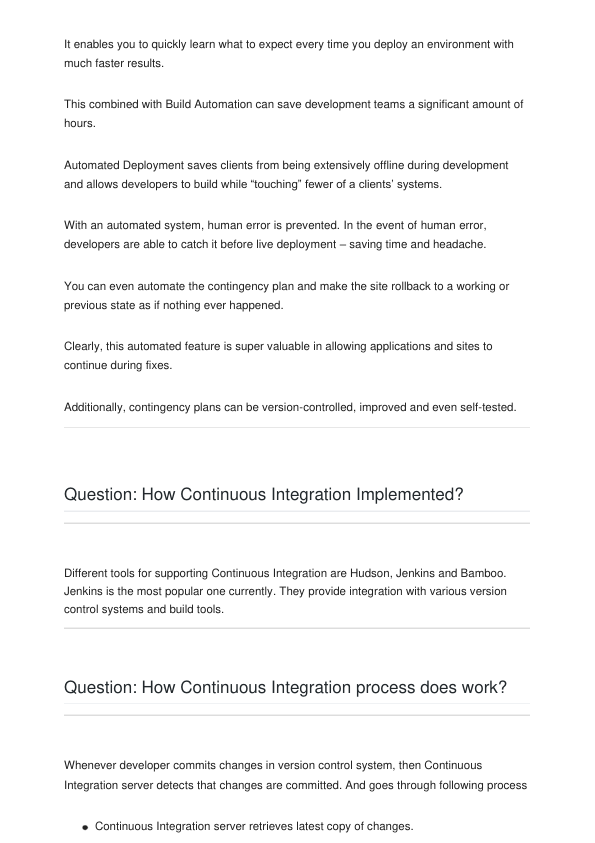 It enables you to quickly learn what to expect every time you deploy an environment with
much faster results.
This combined with Build Automation can save development teams a significant amount of
hours.
Automated Deployment saves clients from being extensively offline during development
and allows developers to build while “touching” fewer of a clients’ systems.
With an automated system, human error is prevented. In the event of human error,
developers are able to catch it before live deployment – saving time and headache.
You can even automate the contingency plan and make the site rollback to a working or
previous state as if nothing ever happened.
Clearly, this automated feature is super valuable in allowing applications and sites to
continue during fixes.
Additionally, contingency plans can be version-controlled, improved and even self-tested.
Question: How Continuous Integration Implemented?
Different tools for supporting Continuous Integration are Hudson, Jenkins and Bamboo.
Jenkins is the most popular one currently. They provide integration with various version
control systems and build tools.
Question: How Continuous Integration process does work?
Whenever developer commits changes in version control system, then Continuous
Integration server detects that changes are committed. And goes through following process
● Continuous Integration server retrieves latest copy of changes.